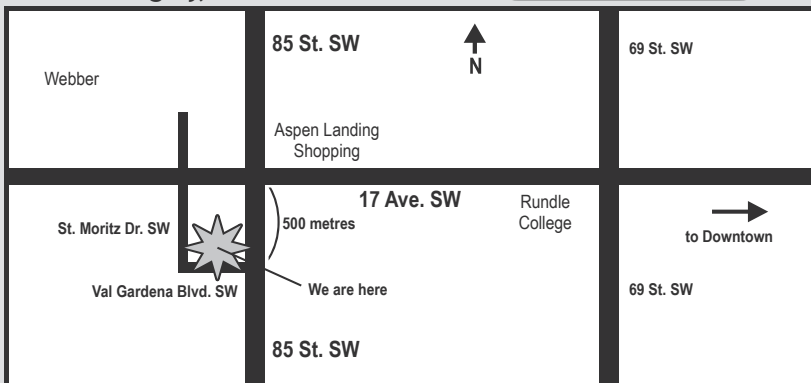 85 St. SW
N
69 St. SW
Webber
Aspen Landing
Shopping
17 Ave. SW
Rundle
College
500 metres
St. Moritz Dr. SW
to Downtown
Val Gardena Blvd. SW
We are here
69 St. SW
85 St. SW